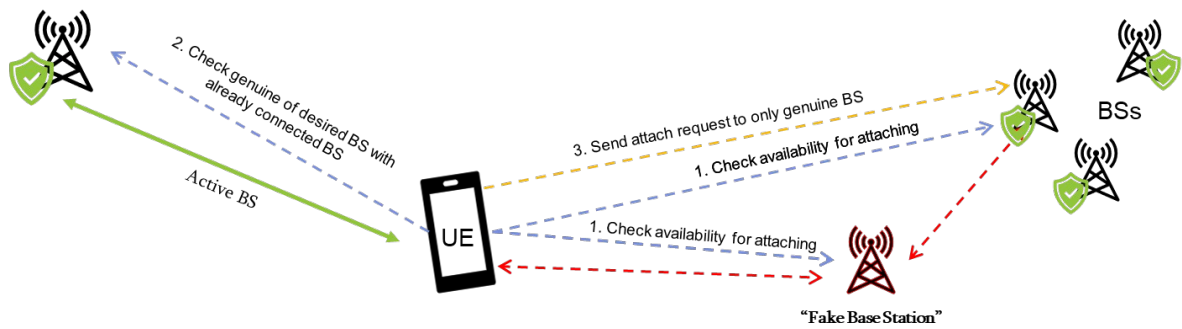 2. Check genuine of desired BS with
already connected BS
Active BS
UE
3. Send attach request to only genuine BS
1. Check availability for attaching
1. Check availability for attaching
BSs
“Fake Base Station”